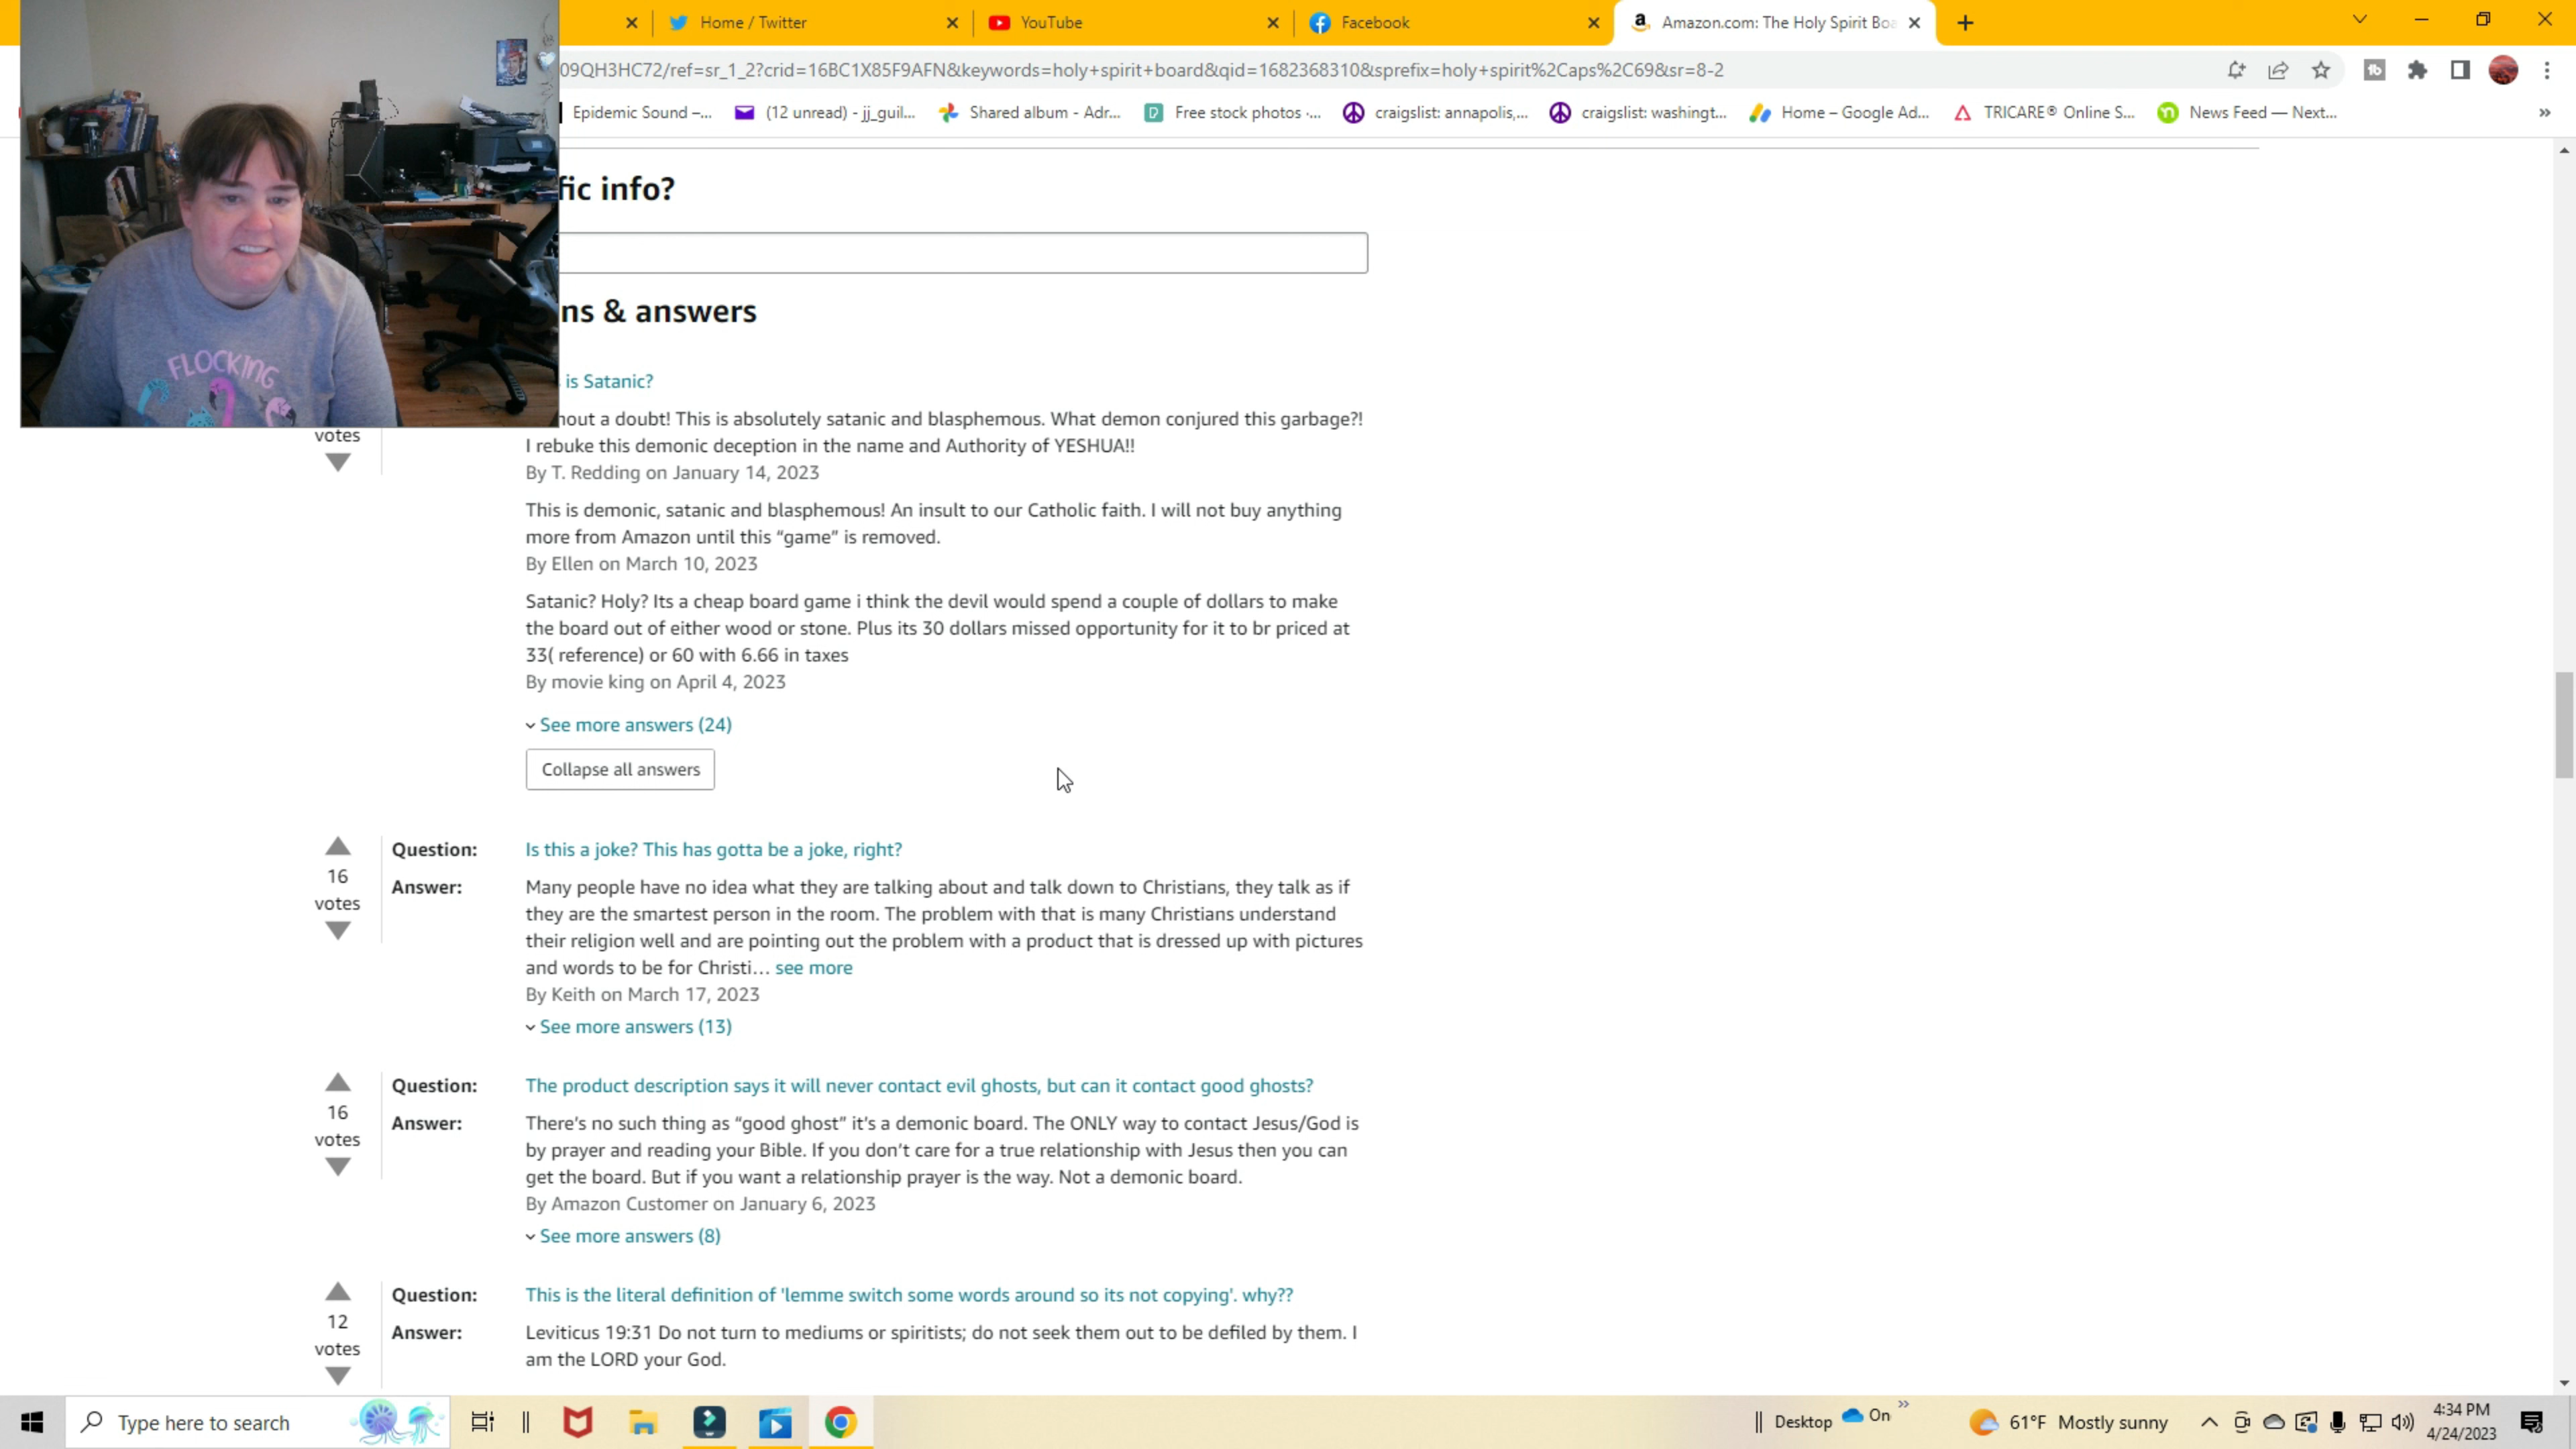 Home / Twitter
YouTube
Facebook
Amazon.com: The Holy Spirit Boa
09QH3HC72/ref=sr_1_2?crid=16BC1X85F9AFN&keywords=holy+spirit+board&qid=1682368310&sprefix=holy+spirit%2Caps%2C69&sr=8-2
Epidemic Sound –...
(12 unread) - jj_guil...
Shared album - Adr...
Free stock photos ·...
craigslist: annapolis,...
craigslist: washingt...
Home – Google Ad...
TRICARE® Online S...
News Feed — Next...
»
fic info?
ns & answers
FLOCKING
is Satanic?
hout a doubt! This is absolutely satanic and blasphemous. What demon conjured this garbage?!
I rebuke this demonic deception in the name and Authority of YESHUA!!
By T. Redding on January 14, 2023
votes
This is demonic, satanic and blasphemous! An insult to our Catholic faith. I will not buy anything
more from Amazon until this “game” is removed.
By Ellen on March 10, 2023
Satanic? Holy? Its a cheap board game i think the devil would spend a couple of dollars to make
the board out of either wood or stone. Plus its 30 dollars missed opportunity for it to br priced at
33( reference) or 60 with 6.66 in taxes
By movie king on April 4, 2023
See more answers (24)
Collapse all answers
16
votes
Question: Is this a joke? This has gotta be a joke, right?
Answer: Many people have no idea what they are talking about and talk down to Christians, they talk as if
they are the smartest person in the room. The problem with that is many Christians understand
their religion well and are pointing out the problem with a product that is dressed up with pictures
and words to be for Christi... see more
By Keith on March 17, 2023
See more answers (13)
16
votes
Question: The product description says it will never contact evil ghosts, but can it contact good ghosts?
Answer: There's no such thing as “good ghost” it's a demonic board. The ONLY way to contact Jesus/God is
by prayer and reading your Bible. If you don't care for a true relationship with Jesus then you can
get the board. But if you want a relationship prayer is the way. Not a demonic board.
By Amazon Customer on January 6, 2023
See more answers (8)
12
votes
Question: This is the literal definition of 'lemme switch some words around so its not copying'. why??
Answer: Leviticus 19:31 Do not turn to mediums or spiritists; do not seek them out to be defiled by them. I
am the LORD your God.
Type here to search
Desktop
On
»
61°F Mostly sunny
4:34 PM
4/24/2023